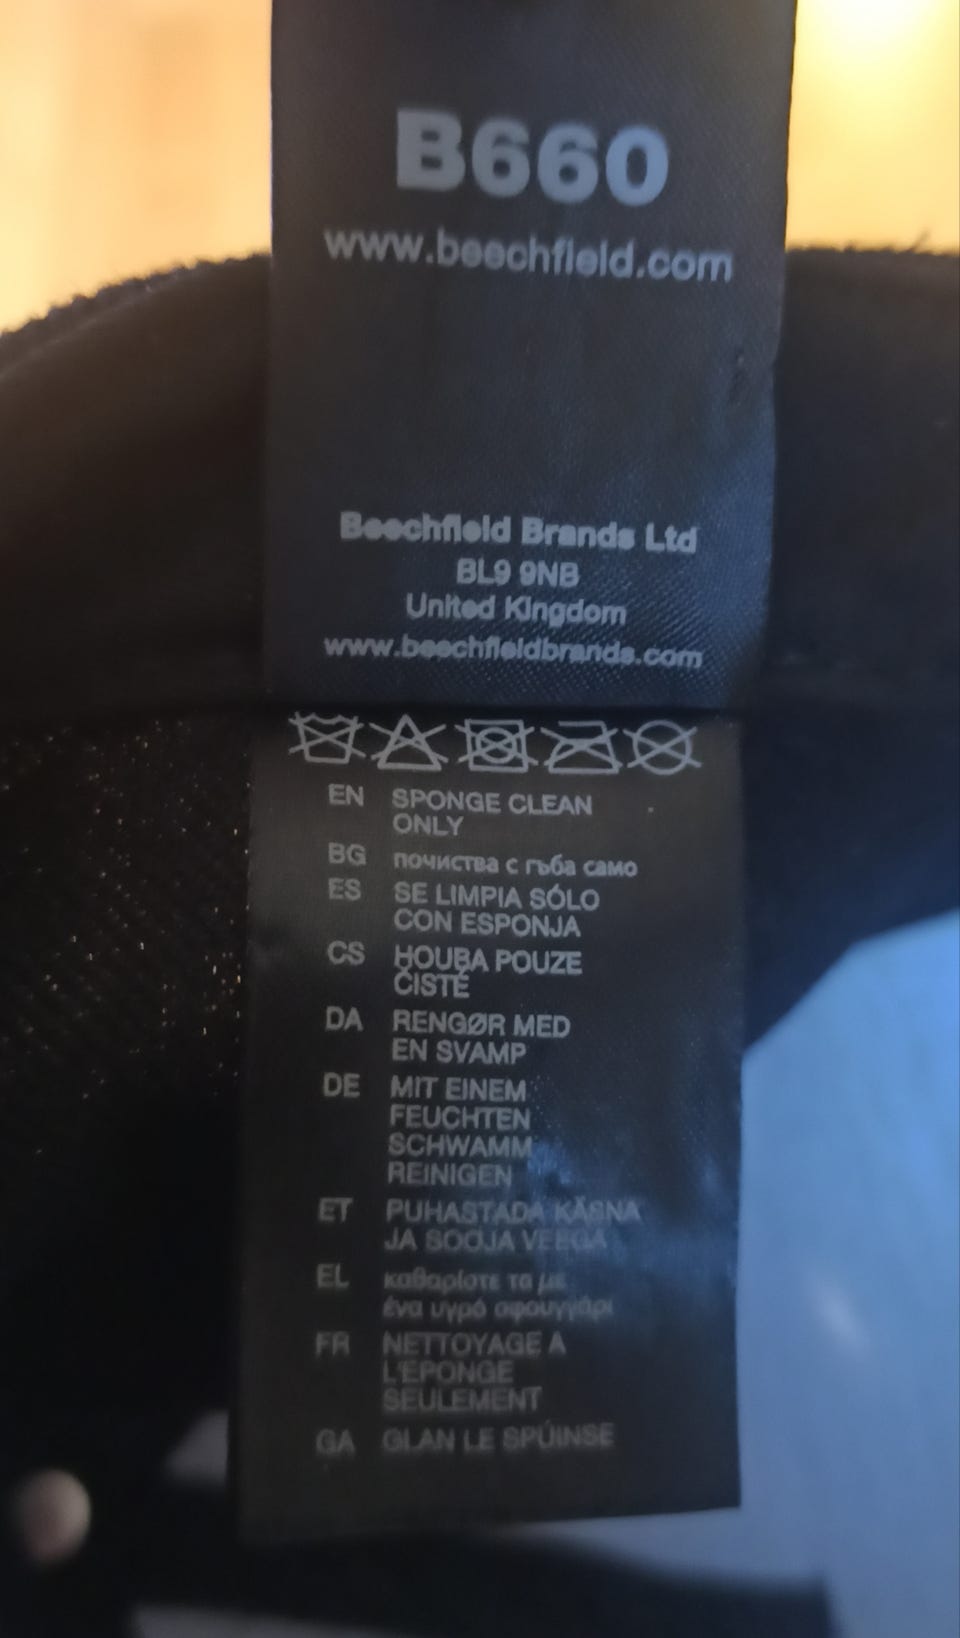 B660
www.beechfield.com
Beechfield Brands Ltd
BL9 9NB
United Kingdom
www.beechfieldbrands.com
EN SPONGE CLEAN
ONLY
BG почиства с гъба само
ES SE LIMPIA SÓLO
CON ESPONJA
CS HOUBA POUZE
ČISTĚ
DA RENGØR MED
EN SVAMP
DE MIT EINEM
FEUCHTEN
SCHWAMM
REINIGEN
ET PUHASTADA KÄSNA
JA SOOJA VEEGA
EL καθαρίστε τα με
ένα υγρό σφουγγάρι
FR NETTOYAGE A
L'EPONGE
SEULEMENT
GA GLAN LE SPÚINSE